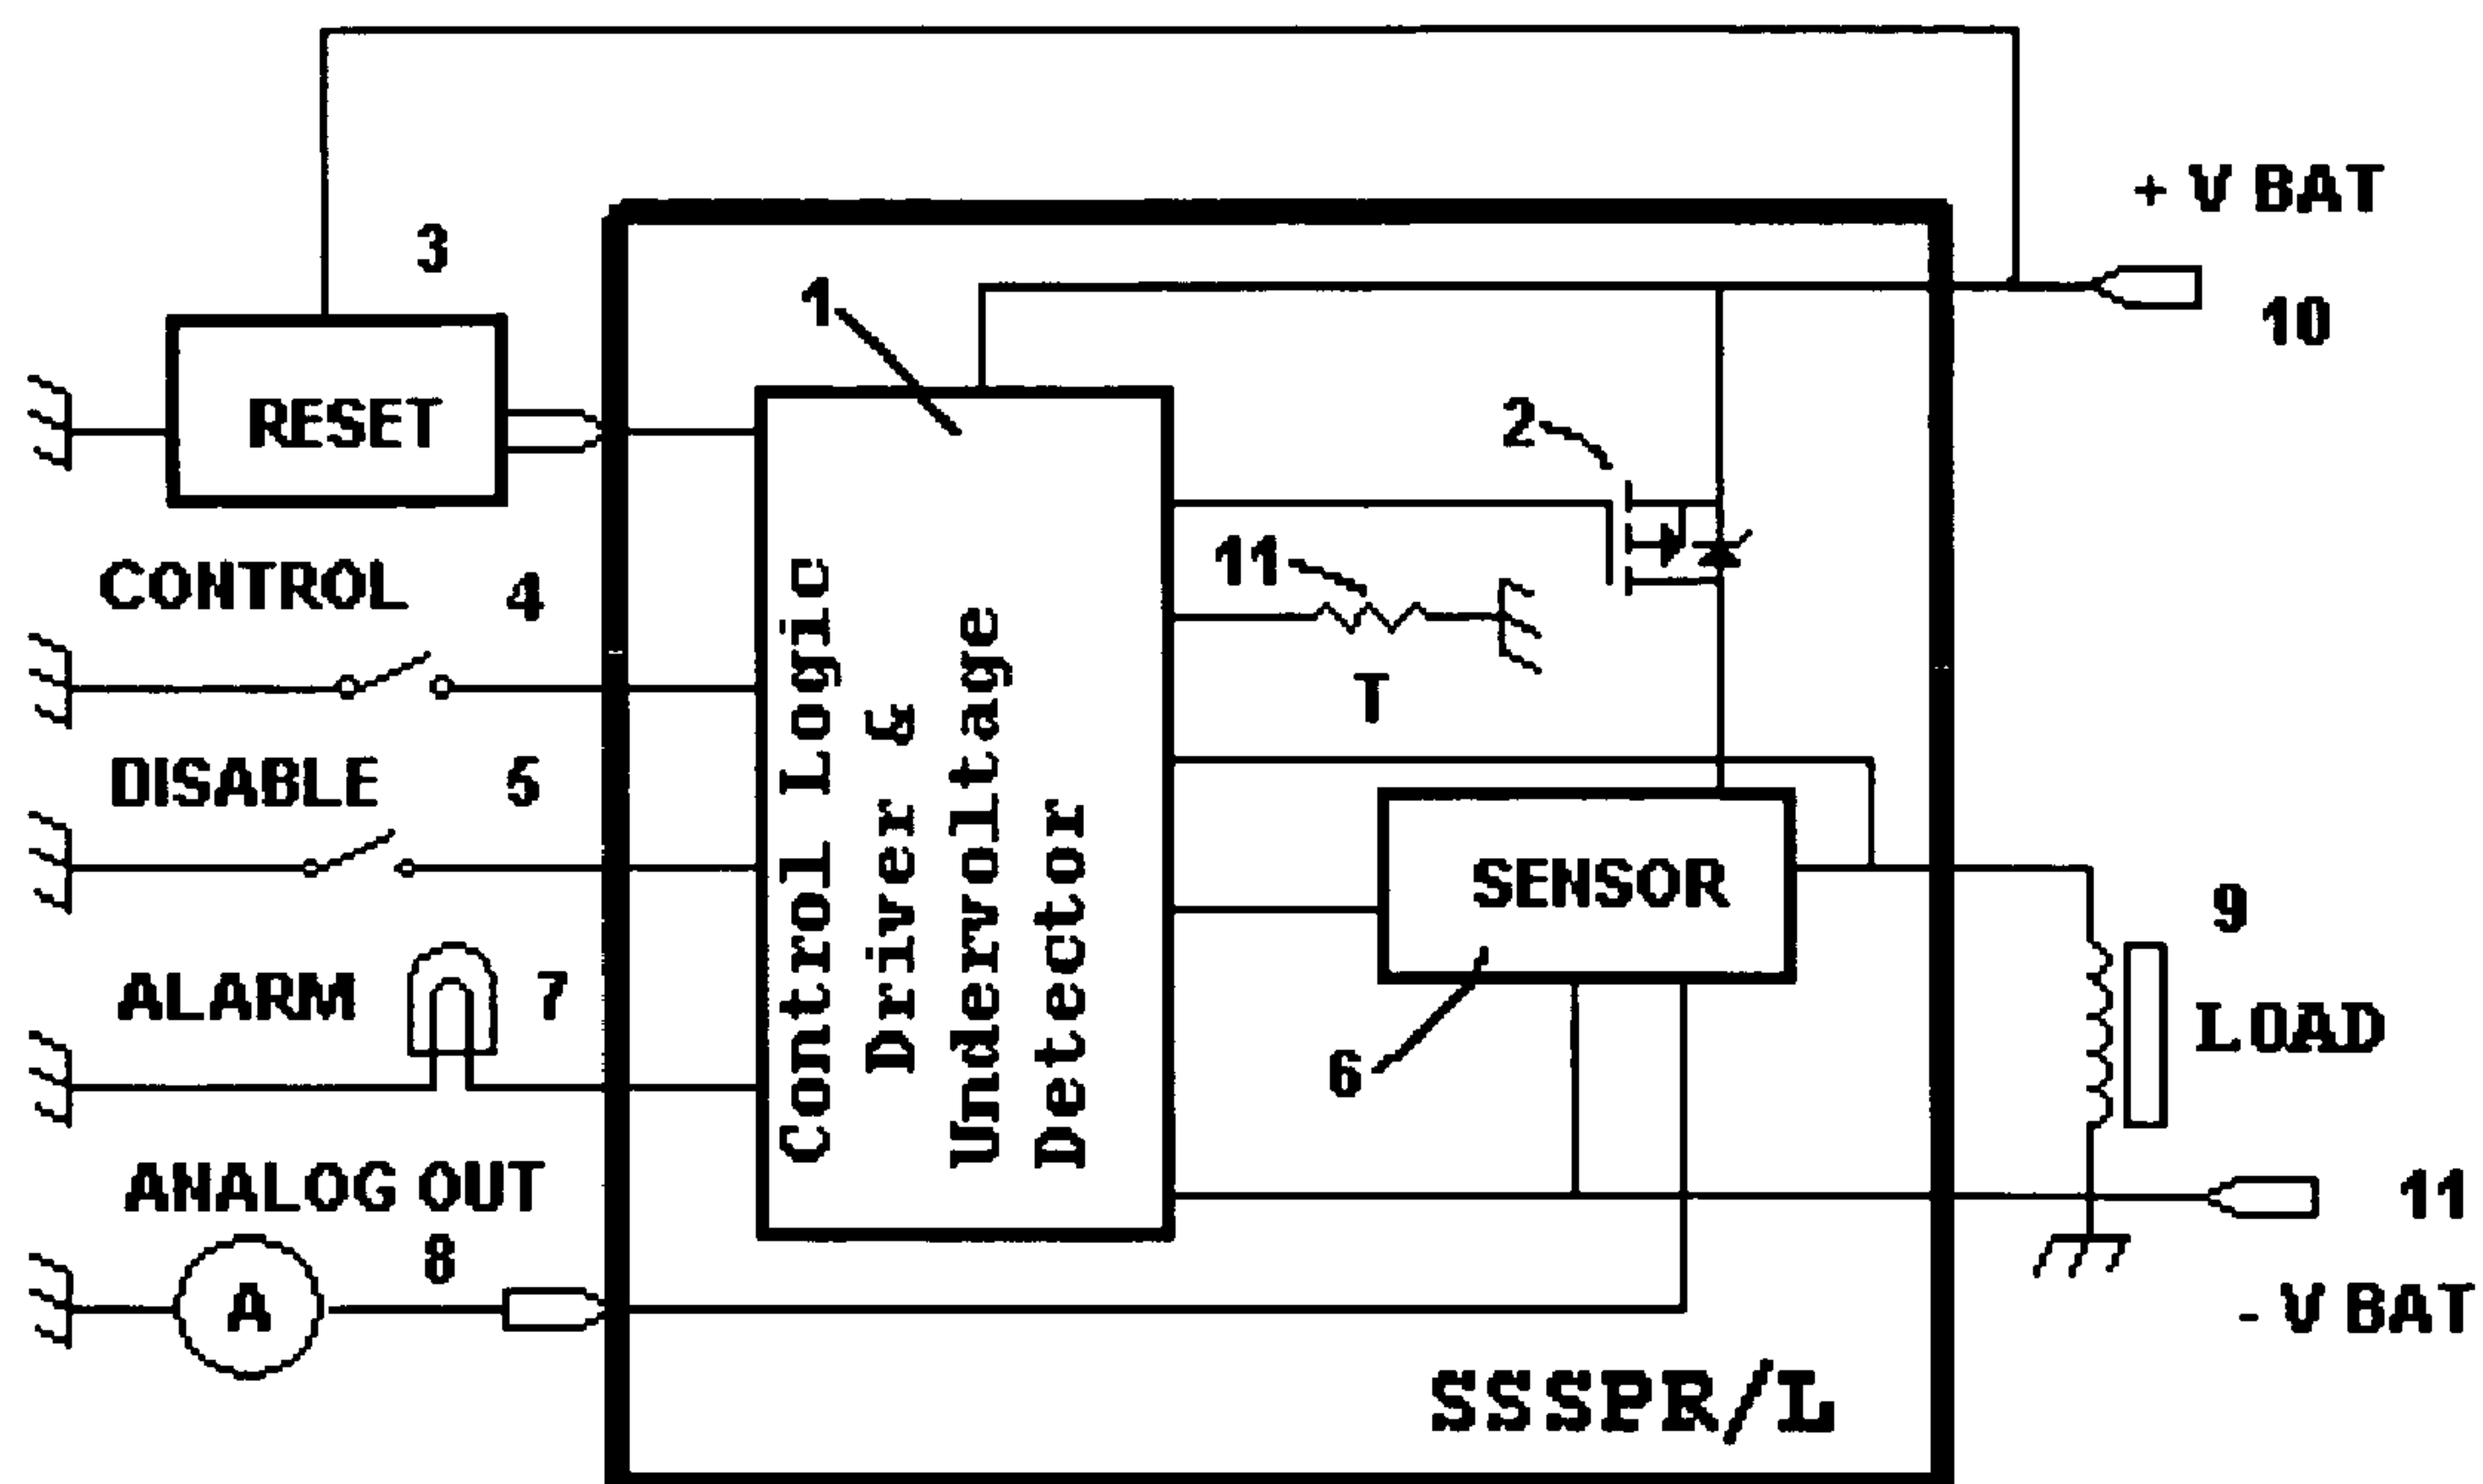 + V BAT
10
3
RESET
1
2
11
T
CONTROL 4
DISABLE 5
ALARM 7
ANALOG OUT
8
A
Control Logic
Driver &
Undervoltage
Detector
SENSOR
6
9
LOAD
11
- V BAT
SSSPR/L